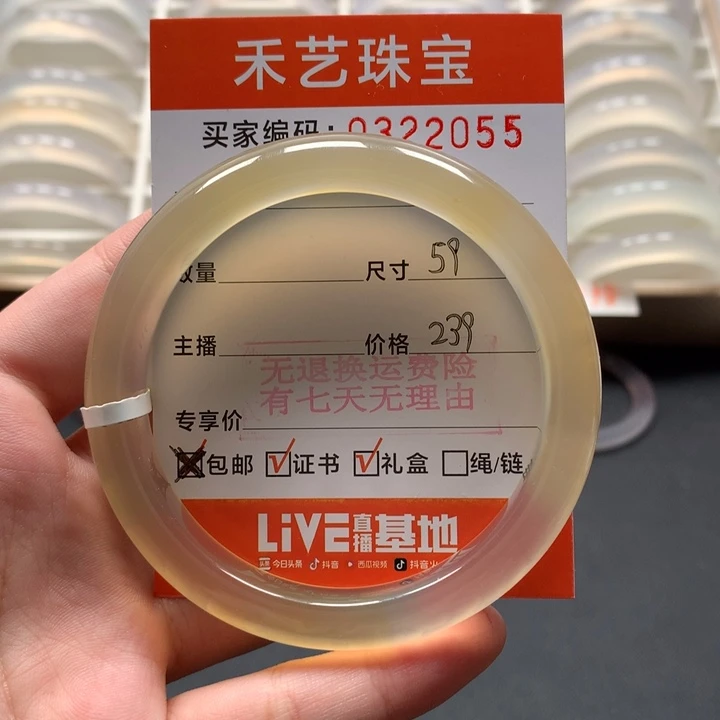 禾艺珠宝
买家编码: 0322055
数量 尺寸 59
主播 价格 239
无退换运费险
有七天无理由
专享价
包邮 证书 礼盒 绳/链
LiVE直播基地
头条 今日头条 抖音 西瓜视频 抖音火